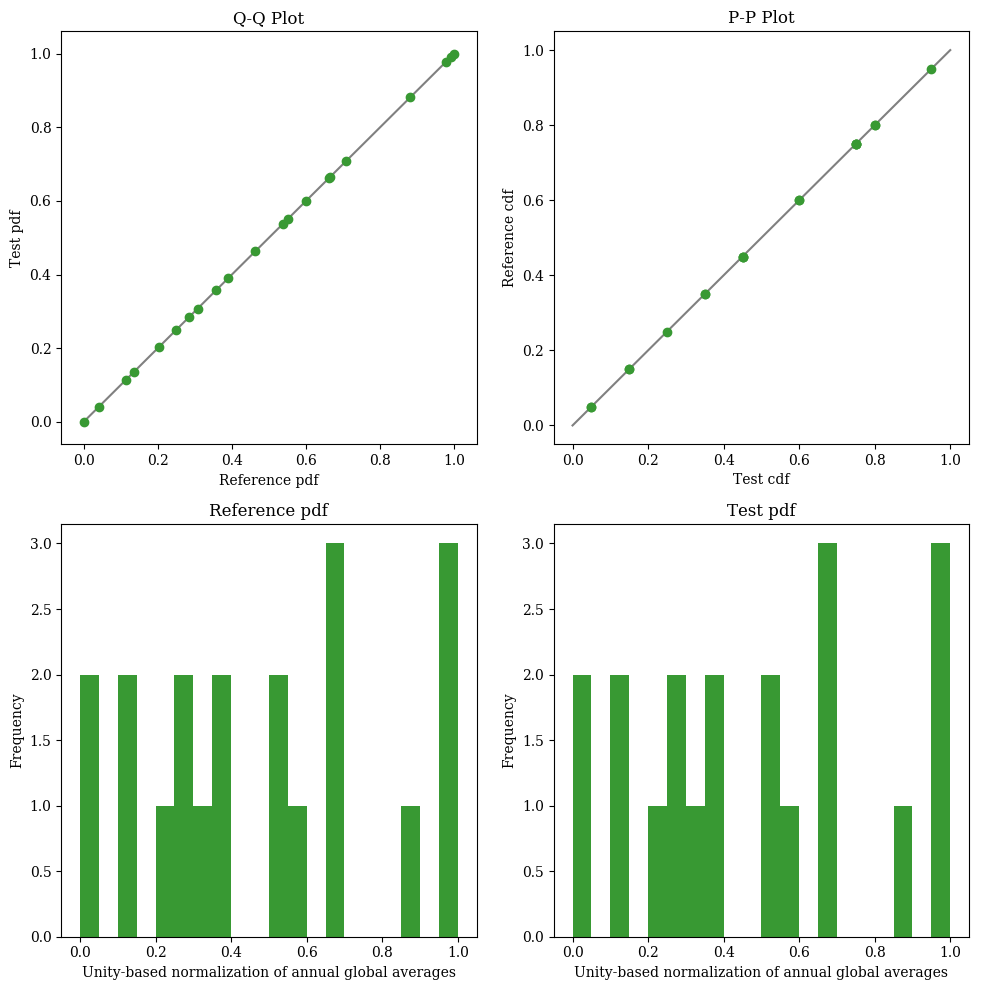 Q-Q Plot
Test pdf
1.0
0.8
0.6
0.4
0.2
0.0
0.0 0.2 0.4 0.6 0.8 1.0
Reference pdf
P-P Plot
Reference cdf
1.0
0.8
0.6
0.4
0.2
0.0
0.0 0.2 0.4 0.6 0.8 1.0
Test cdf
Reference pdf
Frequency
3.0
2.5
2.0
1.5
1.0
0.5
0.0
0.0 0.2 0.4 0.6 0.8 1.0
Unity-based normalization of annual global averages
Test pdf
Frequency
3.0
2.5
2.0
1.5
1.0
0.5
0.0
0.0 0.2 0.4 0.6 0.8 1.0
Unity-based normalization of annual global averages